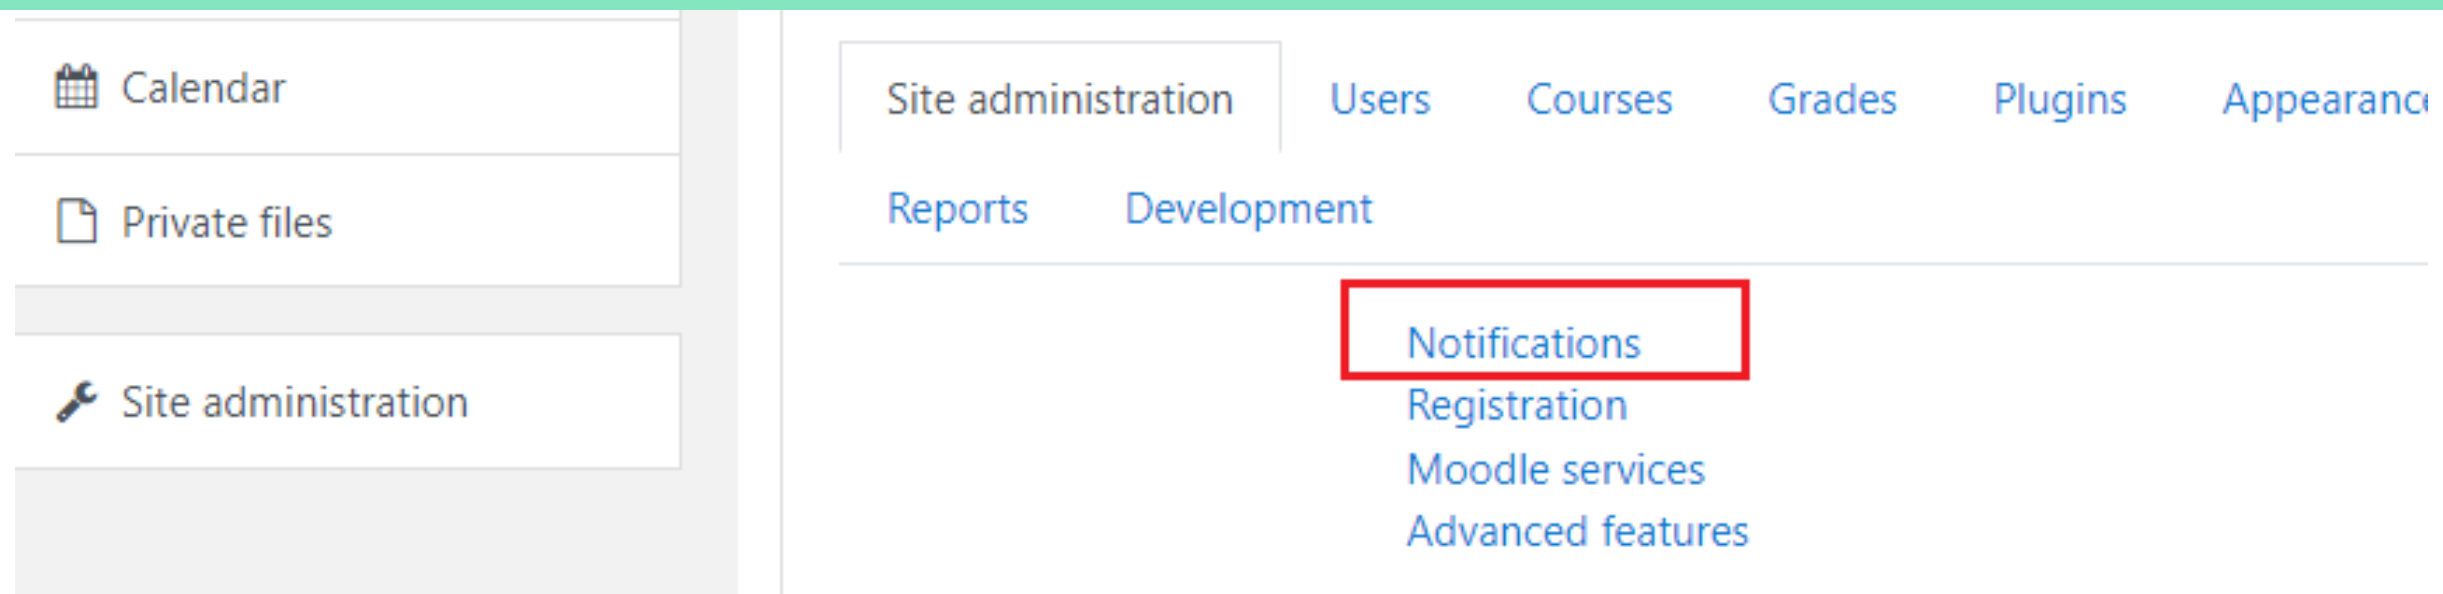 Calendar
Private files
Site administration
Site administration Users Courses Grades Plugins Appearance
Reports Development
Notifications
Registration
Moodle services
Advanced features